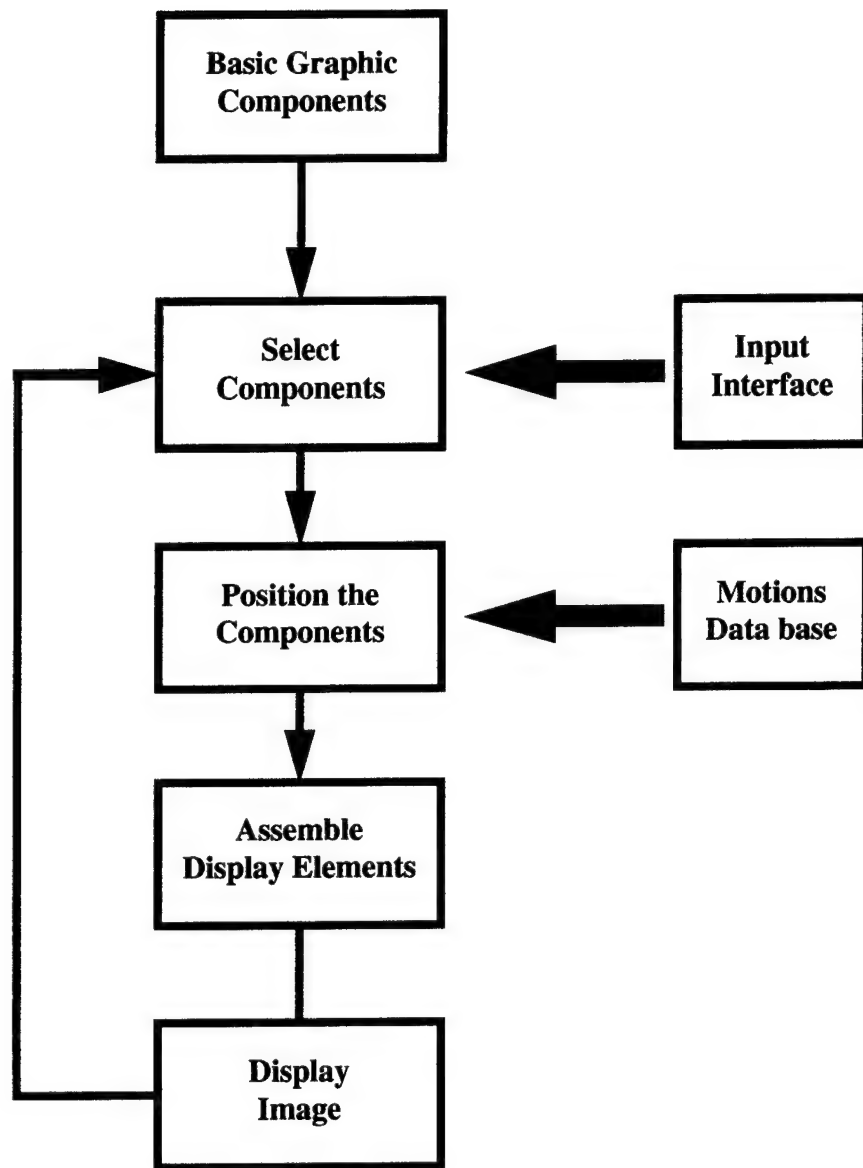 Basic Graphic
Components
Select
Components
Input
Interface
Position the
Components
Motions
Data base
Assemble
Display Elements
Display
Image